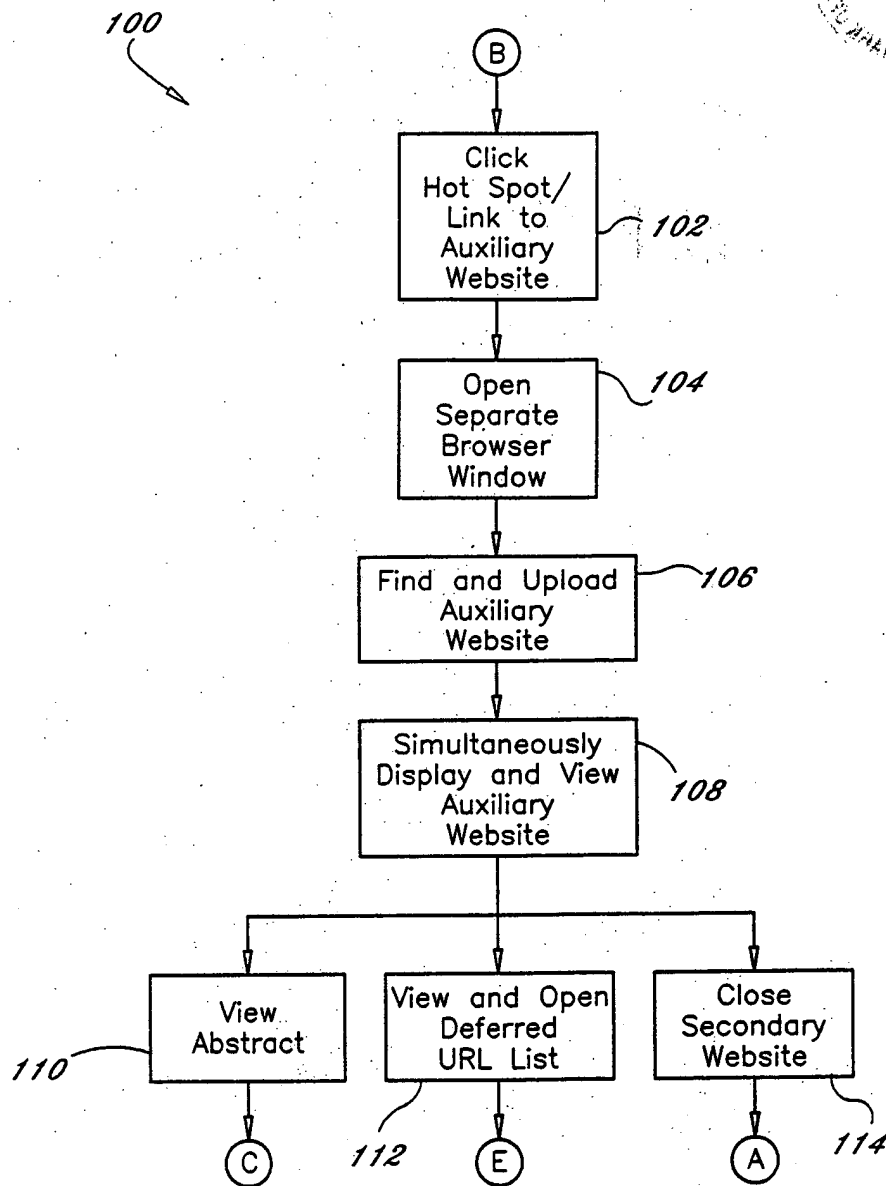 100
B
Click
Hot Spot/
Link to
Auxiliary
Website
102
Open
Separate
Browser
Window
104
Find and Upload
Auxiliary
Website
106
Simultaneously
Display and View
Auxiliary
Website
108
View
Abstract
110
View and Open
Deferred
URL List
112
Close
Secondary
Website
114
C
E
A